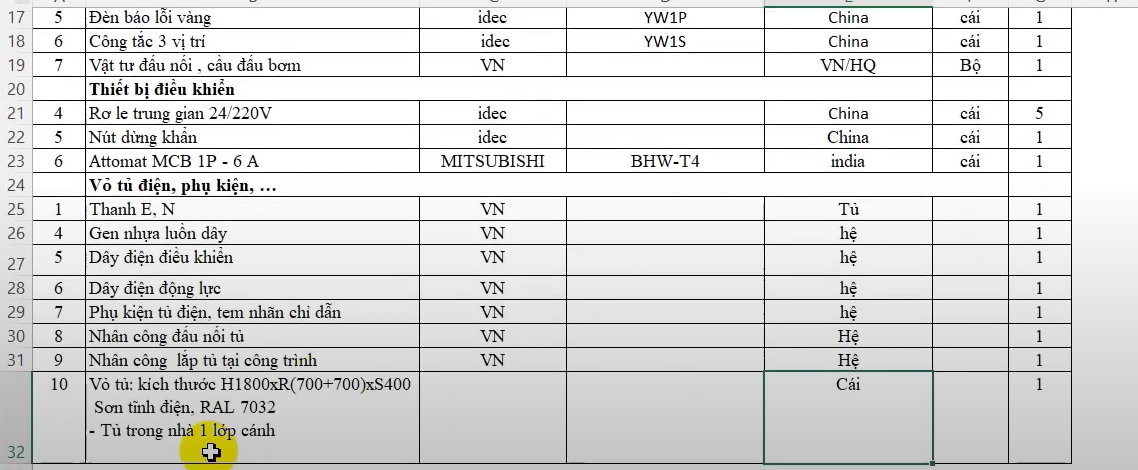 17 5 Đèn báo lỗi vàng idec YW1P China cái 1
18 6 Công tắc 3 vị trí idec YW1S China cái 1
19 7 Vật tư đấu nối , cầu đấu bơm VN VN/HQ Bộ 1
20 Thiết bị điều khiển
21 4 Rơ le trung gian 24/220V idec China cái 5
22 5 Nút dừng khẩn idec China cái 1
23 6 Attomat MCB 1P - 6 A MITSUBISHI BHW-T4 india cái 1
24 Vỏ tủ điện, phụ kiện, …
25 1 Thanh E, N VN Tủ 1
26 4 Gen nhựa luồn dây VN hệ 1
27 5 Dây điện điều khiển VN hệ 1
28 6 Dây điện động lực VN hệ 1
29 7 Phụ kiện tủ điện, tem nhãn chỉ dẫn VN hệ 1
30 8 Nhân công đấu nối tủ VN Hệ 1
31 9 Nhân công lắp tủ tại công trình VN Hệ 1
10 Vỏ tủ: kích thước H1800xR(700+700)xS400 Cái 1
Sơn tĩnh điện, RAL 7032
- Tủ trong nhà 1 lớp cánh
32